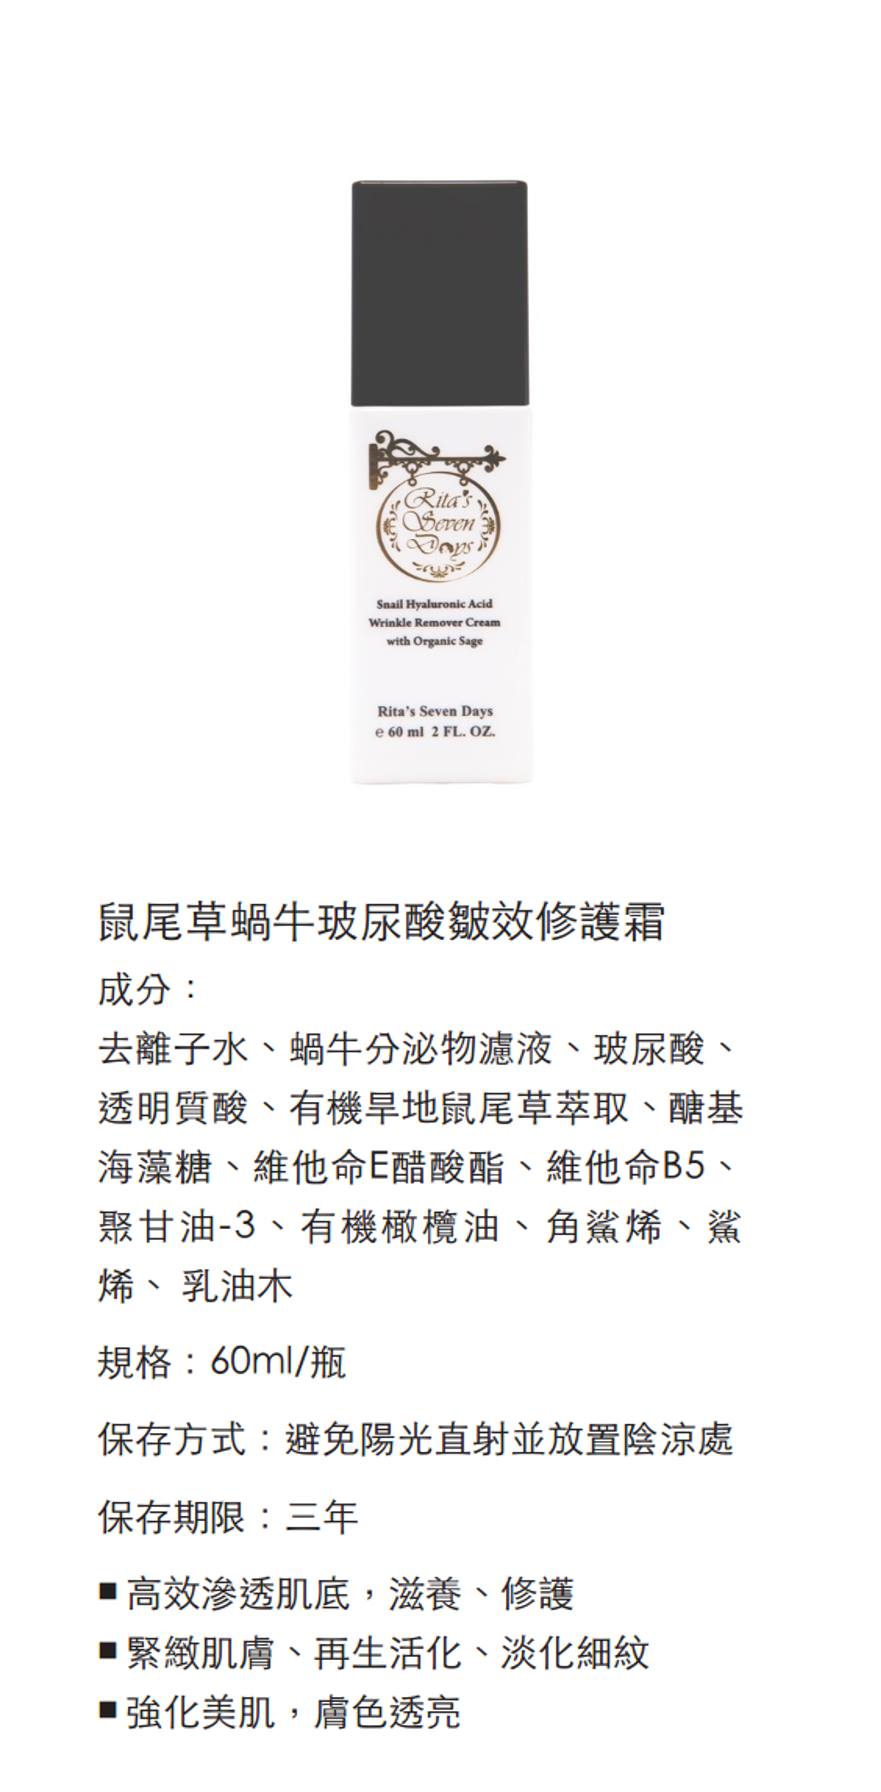 Rita's
Seven
Days
Snail Hyaluronic Acid
Wrinkle Remover Cream
with Organic Sage
Rita's Seven Days
℮ 60 ml 2 FL. OZ.
鼠尾草蝸牛玻尿酸皺效修護霜
成分：
去離子水、蝸牛分泌物濾液、玻尿酸、
透明質酸、有機旱地鼠尾草萃取、醣基
海藻糖、維他命E醋酸酯、維他命B5、
聚甘油-3、有機橄欖油、角鯊烯、鯊
烯、 乳油木
規格：60ml/瓶
保存方式：避免陽光直射並放置陰涼處
保存期限：三年
■高效滲透肌底，滋養、修護
■緊緻肌膚、再生活化、淡化細紋
■強化美肌，膚色透亮